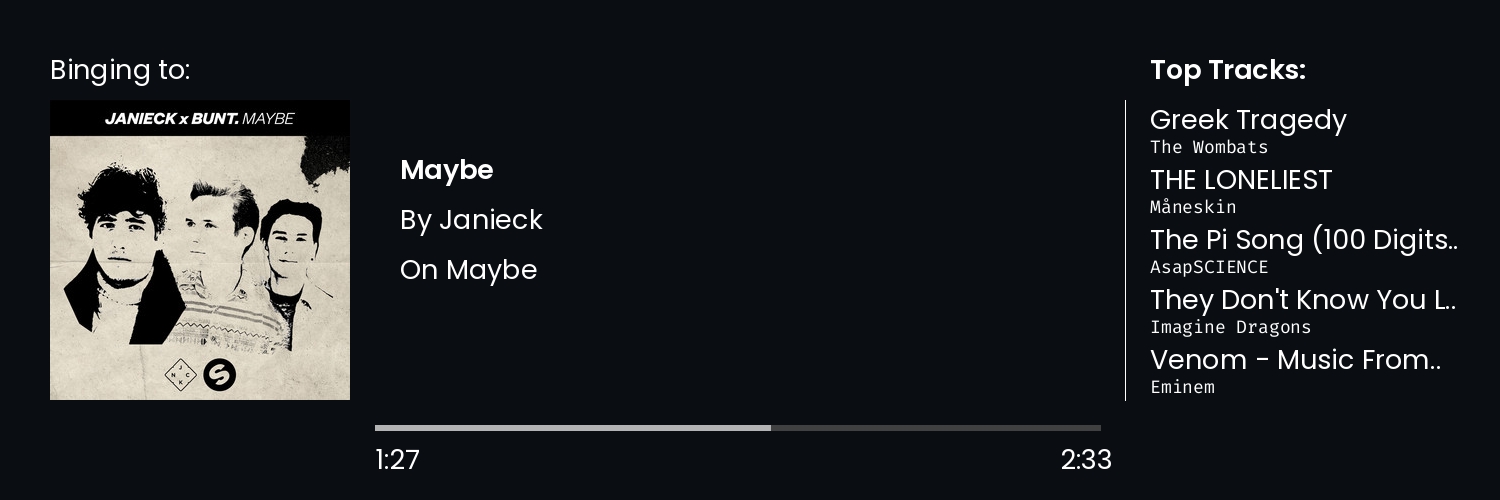 Binging to:
JANIECK x BUNT. MAYBE
J
N C
K
Maybe
By Janieck
On Maybe
1:27
2:33
Top Tracks:
Greek Tragedy
The Wombats
THE LONELIEST
Måneskin
The Pi Song (100 Digits..
AsapSCIENCE
They Don't Know You L..
Imagine Dragons
Venom - Music From..
Eminem